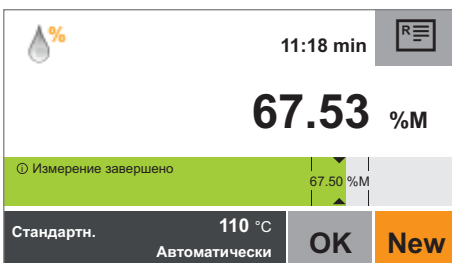 %
11:18 min
R
67.53 %M
ⓘ Измерение завершено
67.50 %M
Стандартн.
110 °C
Автоматически
OK
New